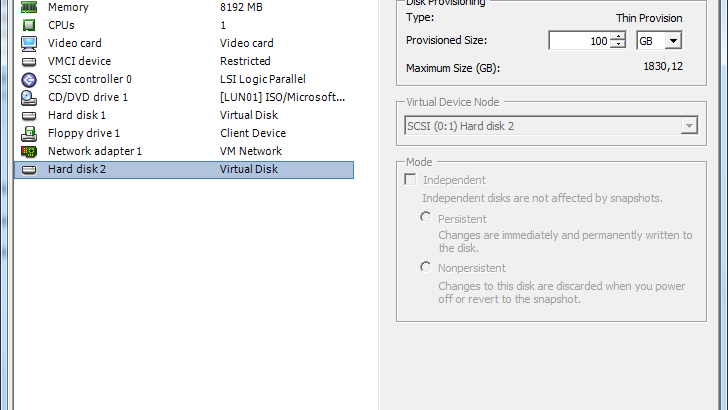 Memory 8192 MB
CPUs 1
Video card Video card
VMCI device Restricted
SCSI controller 0 LSI Logic Parallel
CD/DVD drive 1 [LUN01] ISO/Microsoft...
Hard disk 1 Virtual Disk
Floppy drive 1 Client Device
Network adapter 1 VM Network
Hard disk 2 Virtual Disk
Disk Provisioning
Type: Thin Provision
Provisioned Size: 100 GB
Maximum Size (GB): 1830,12
Virtual Device Node
SCSI (0:1) Hard disk 2
Mode
Independent
Independent disks are not affected by snapshots.
Persistent
Changes are immediately and permanently written to
the disk.
Nonpersistent
Changes to this disk are discarded when you power
off or revert to the snapshot.